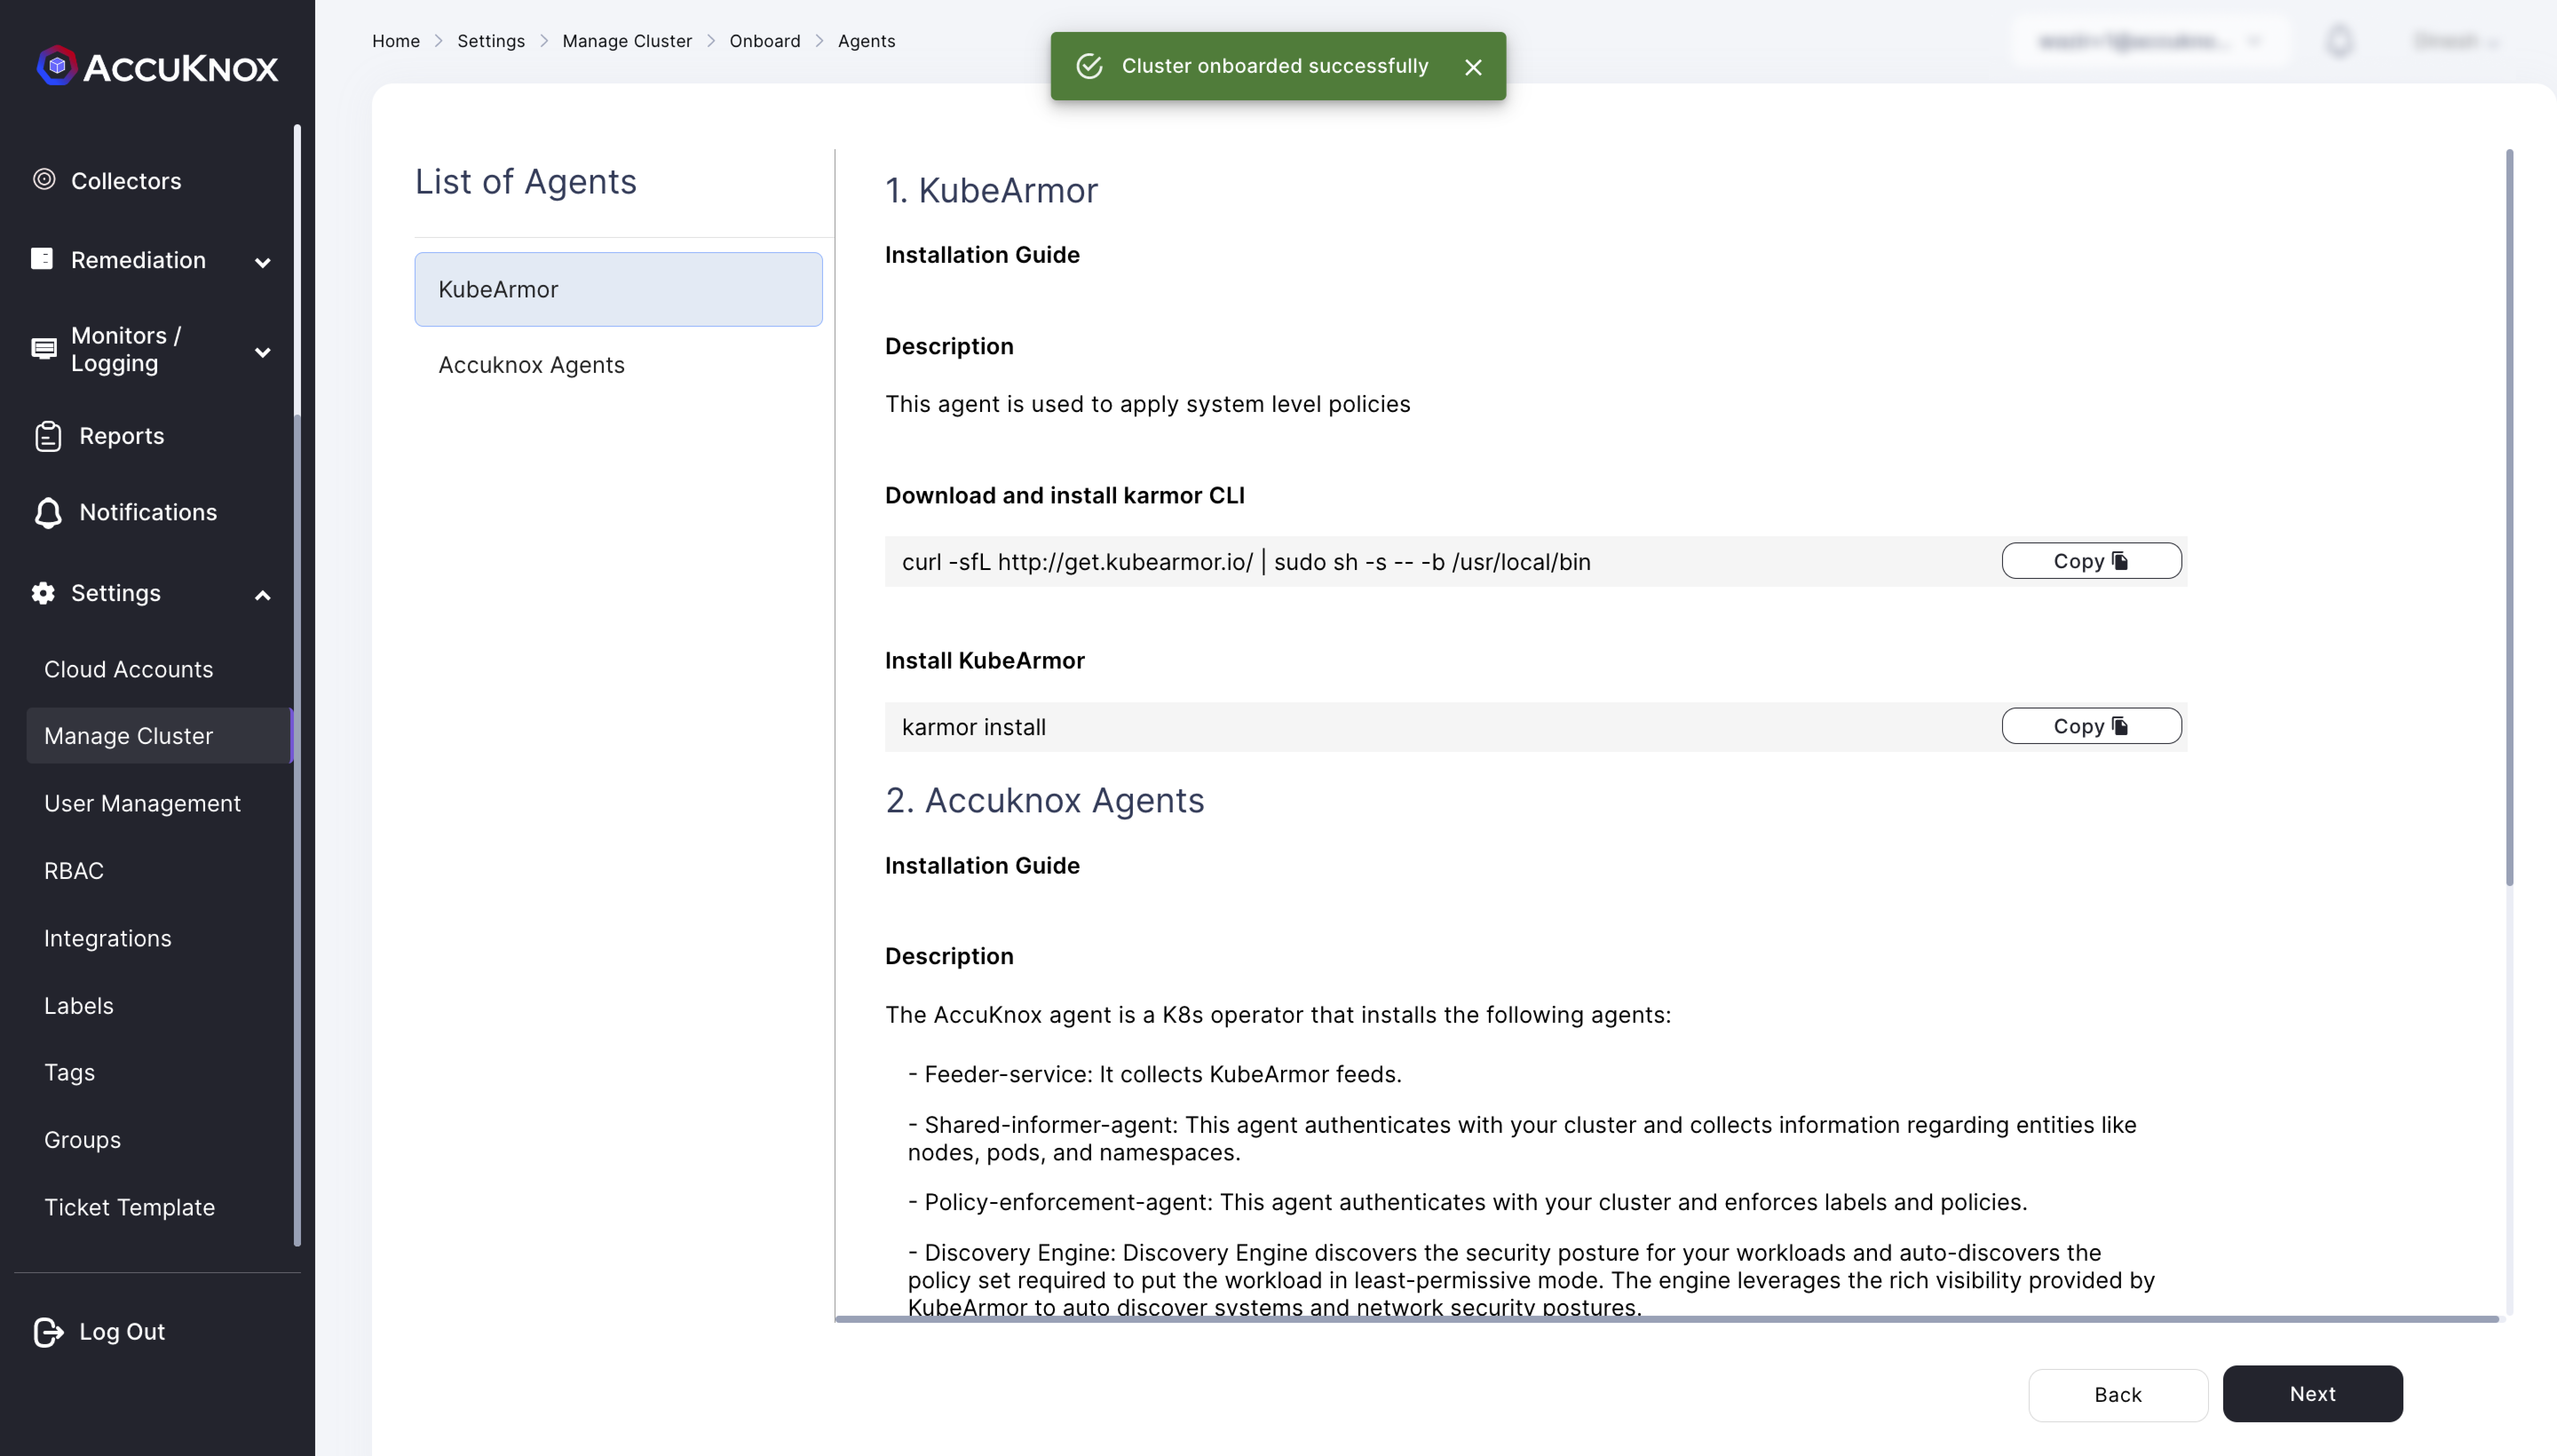 ACCUKNOX
Collectors
Remediation
Monitors /
Logging
Reports
Notifications
Settings
Cloud Accounts
Manage Cluster
User Management
RBAC
Integrations
Labels
Tags
Groups
Ticket Template
Log Out
Home > Settings > Manage Cluster > Onboard > Agents
Cluster onboarded successfully
List of Agents
KubeArmor
Accuknox Agents
1. KubeArmor
Installation Guide
Description
This agent is used to apply system level policies
Download and install karmor CLI
curl -sfL http://get.kubearmor.io/ | sudo sh -s -- -b /usr/local/bin
Copy
Install KubeArmor
karmor install
Copy
2. Accuknox Agents
Installation Guide
Description
The AccuKnox agent is a K8s operator that installs the following agents:
- Feeder-service: It collects KubeArmor feeds.
- Shared-informer-agent: This agent authenticates with your cluster and collects information regarding entities like
nodes, pods, and namespaces.
- Policy-enforcement-agent: This agent authenticates with your cluster and enforces labels and policies.
- Discovery Engine: Discovery Engine discovers the security posture for your workloads and auto-discovers the
policy set required to put the workload in least-permissive mode. The engine leverages the rich visibility provided by
KubeArmor to auto discover systems and network security postures.
Back
Next